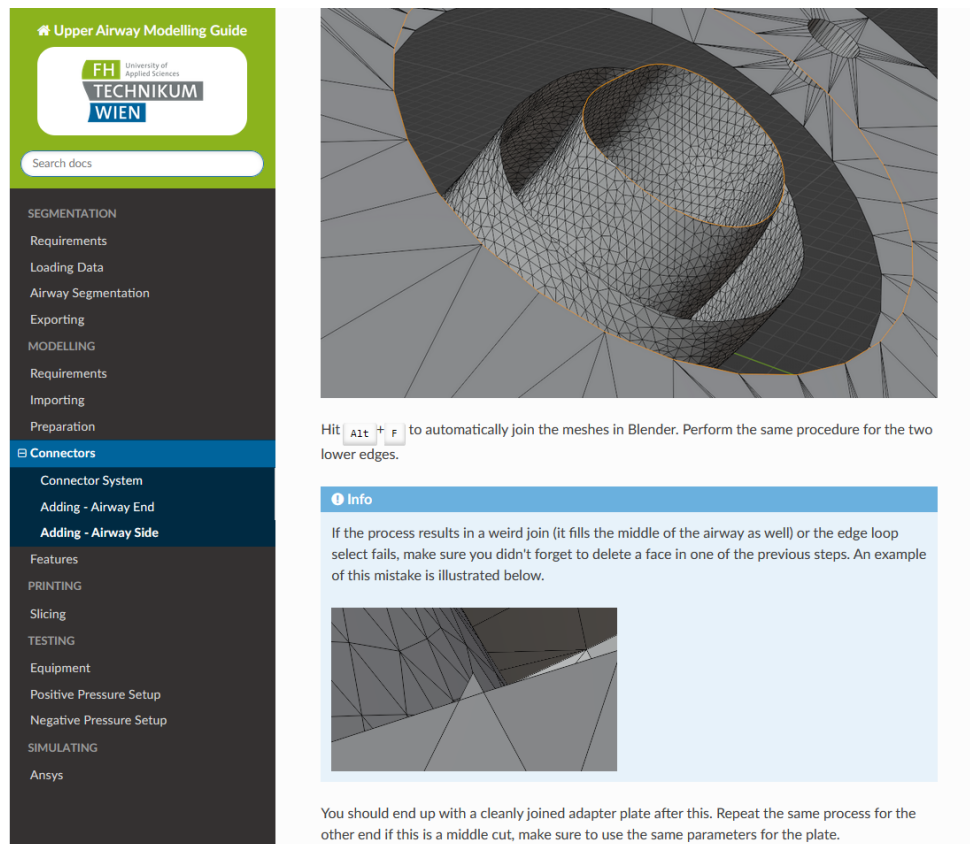 Upper Airway Modelling Guide
FH University of
Applied Sciences
TECHNIKUM
WIEN
Search docs
SEGMENTATION
Requirements
Loading Data
Airway Segmentation
Exporting
MODELLING
Requirements
Importing
Preparation
Connectors
Connector System
Adding - Airway End
Adding - Airway Side
Features
PRINTING
Slicing
TESTING
Equipment
Positive Pressure Setup
Negative Pressure Setup
SIMULATING
Ansys
Hit Alt + F to automatically join the meshes in Blender. Perform the same procedure for the two
lower edges.
Info
If the process results in a weird join (it fills the middle of the airway as well) or the edge loop
select fails, make sure you didn't forget to delete a face in one of the previous steps. An example
of this mistake is illustrated below.
You should end up with a cleanly joined adapter plate after this. Repeat the same process for the
other end if this is a middle cut, make sure to use the same parameters for the plate.